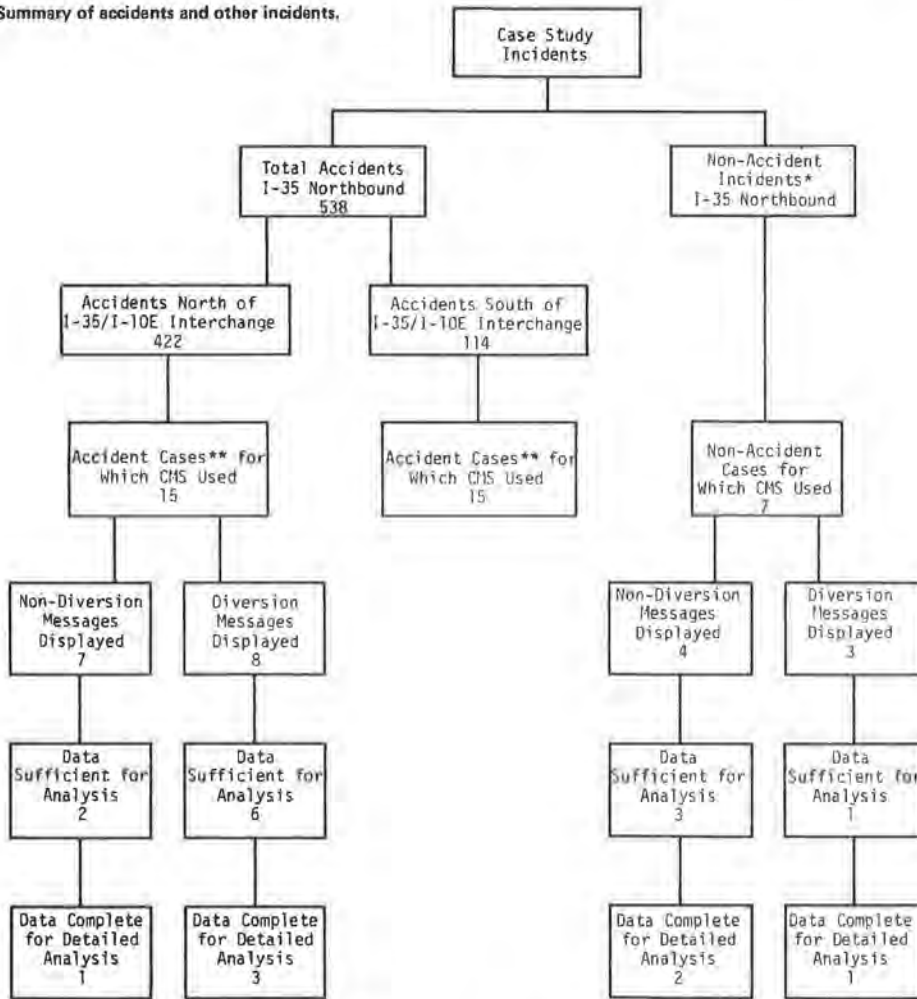 Summary of accidents and other incidents.
Case Study
Incidents
Total Accidents
I-35 Northbound
538
Non-Accident
Incidents*
I-35 Northbound
Accidents North of
I-35/I-10E Interchange
422
Accidents South of
I-35/I-10E Interchange
114
Accident Cases** for
Which CMS Used
15
Accident Cases** for
Which CMS Used
15
Non-Accident
Cases for
Which CMS Used
7
Non-Diversion
Messages
Displayed
7
Diversion
Messages
Displayed
8
Non-Diversion
Messages
Displayed
4
Diversion
Messages
Displayed
3
Data
Sufficient for
Analysis
2
Data
Sufficient for
Analysis
6
Data
Sufficient for
Analysis
3
Data
Sufficient for
Analysis
1
Data Complete
for Detailed
Analysis
1
Data Complete
for Detailed
Analysis
3
Data Complete
for Detailed
Analysis
2
Data Complete
for Detailed
Analysis
1